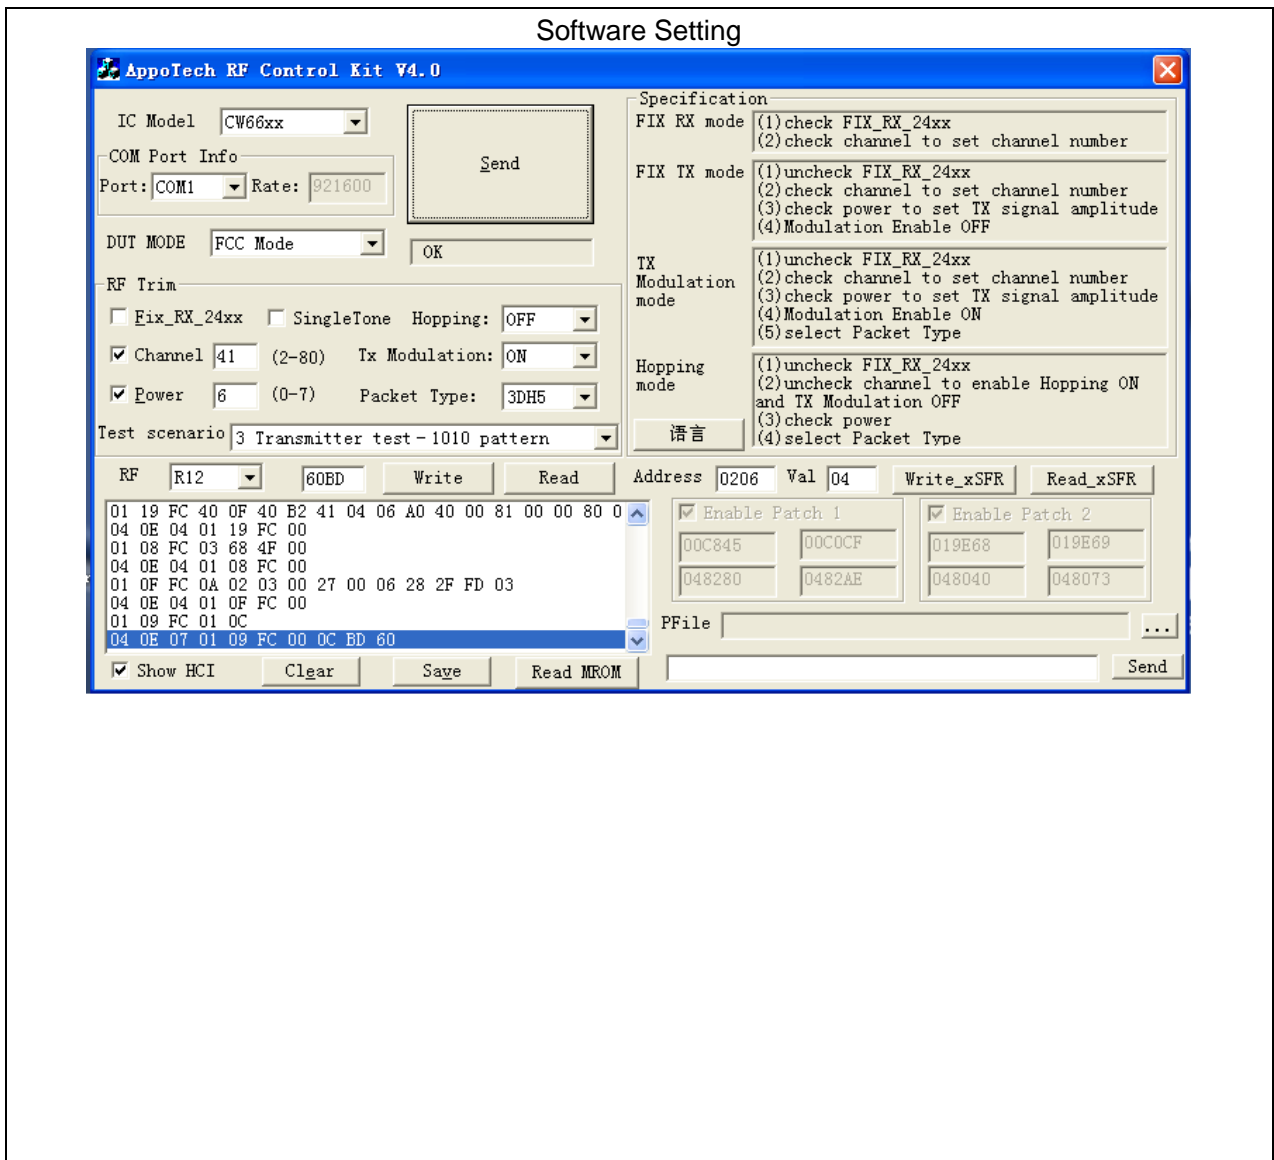 Software Setting
AppoTech RF Control Kit V4.0
IC Model CW66xx
Send
COM Port Info
Port: COM1 Rate: 921600
DUT MODE FCC Mode
OK
RF Trim
Fix_RX_24xx SingleTone Hopping: OFF
Channel 41 (2-80) Tx Modulation: ON
Power 6 (0-7) Packet Type: 3DH5
Test scenario 3 Transmitter test-1010 pattern
Specification
FIX RX mode (1)check FIX_RX_24xx
(2)check channel to set channel number
FIX TX mode (1)uncheck FIX_RX_24xx
(2)check channel to set channel number
(3)check power to set TX signal amplitude
(4)Modulation Enable OFF
TX Modulation mode (1)uncheck FIX_RX_24xx
(2)check channel to set channel number
(3)check power to set TX signal amplitude
(4)Modulation Enable ON
(5)select Packet Type
Hopping mode (1)uncheck FIX_RX_24xx
(2)uncheck channel to enable Hopping ON
and TX Modulation OFF
(3)check power
(4)select Packet Type
语言
RF R12 60BD Write Read
Address 0206 Val 04 Write_xSFR Read_xSFR
01 19 FC 40 0F 40 B2 41 04 06 A0 40 00 81 00 00 80 0
04 0E 04 01 19 FC 00
01 08 FC 03 68 4F 00
04 0E 04 01 08 FC 00
01 0F FC 0A 02 03 00 27 00 06 28 2F FD 03
04 0E 04 01 0F FC 00
01 09 FC 01 0C
04 0E 07 01 09 FC 00 0C BD 60
Enable Patch 1
00C845 00C0CF
048280 0482AE
Enable Patch 2
019E68 019E69
048040 048073
PFile ...
Show HCI Clear Save Read MROM
Send